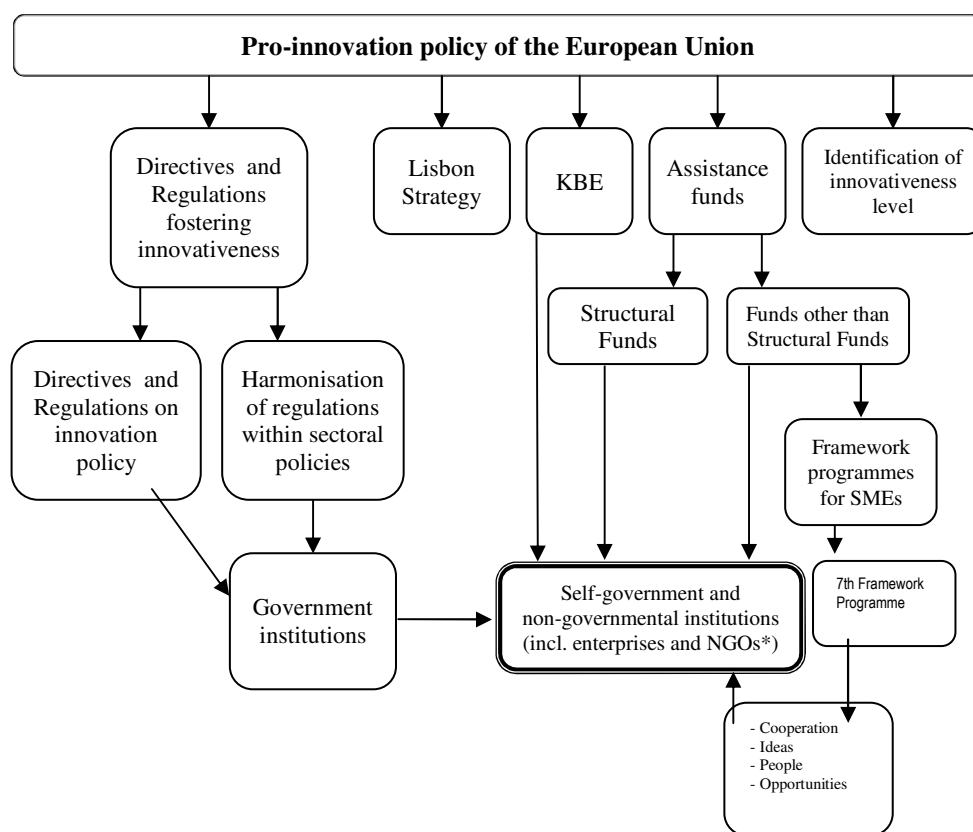 Pro-innovation policy of the European Union
Directives and
Regulations
fostering
innovativeness
Lisbon
Strategy
KBE
Assistance
funds
Identification of
innovativeness
level
Structural
Funds
Funds other than
Structural Funds
Directives and
Regulations on
innovation
policy
Harmonisation
of regulations
within sectoral
policies
Framework
programmes
for SMEs
Government
institutions
Self-government and
non-governmental institutions
(incl. enterprises and NGOs*)
7th Framework
Programme
- Cooperation
- Ideas
- People
- Opportunities